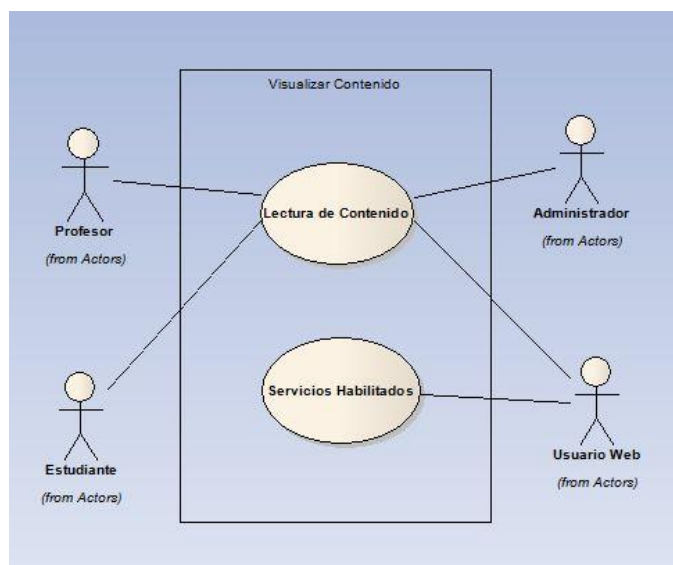 Visualizar Contenido
Lectura de Contenido
Profesor
(from Actors)
Administrador
(from Actors)
Servicios Habilitados
Estudiante
(from Actors)
Usuario Web
(from Actors)